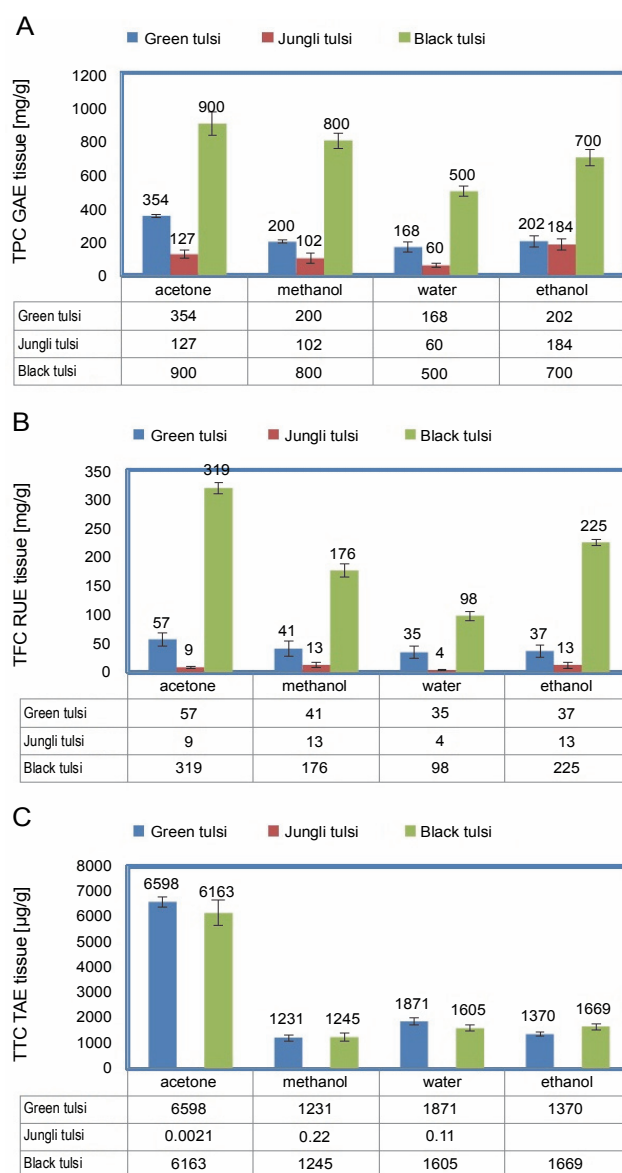 A
Green tulsi Jungli tulsi Black tulsi
TPC GAE tissue [mg/g]
1200
1000
800
600
400
200
0
354 127 900 200 102 800 168 60 500 202 184 700
acetone methanol water ethanol
Green tulsi 354 200 168 202
Jungli tulsi 127 102 60 184
Black tulsi 900 800 500 700
B
Green tulsi Jungli tulsi Black tulsi
TFC RUE tissue [mg/g]
350
300
250
200
150
100
50
0
57 9 319 41 13 176 35 4 98 37 13 225
acetone methanol water ethanol
Green tulsi 57 41 35 37
Jungli tulsi 9 13 4 13
Black tulsi 319 176 98 225
C
Green tulsi Jungli tulsi Black tulsi
TTC TAE tissue [µg/g]
8000
7000
6000
5000
4000
3000
2000
1000
0
6598 6163 1231 1245 1871 1605 1370 1669
acetone methanol water ethanol
Green tulsi 6598 1231 1871 1370
Jungli tulsi 0.0021 0.22 0.11
Black tulsi 6163 1245 1605 1669